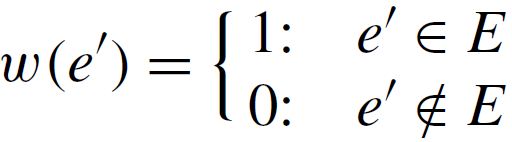 w(e′) = { 1: e′ ∈ E
0: e′ ∉ E